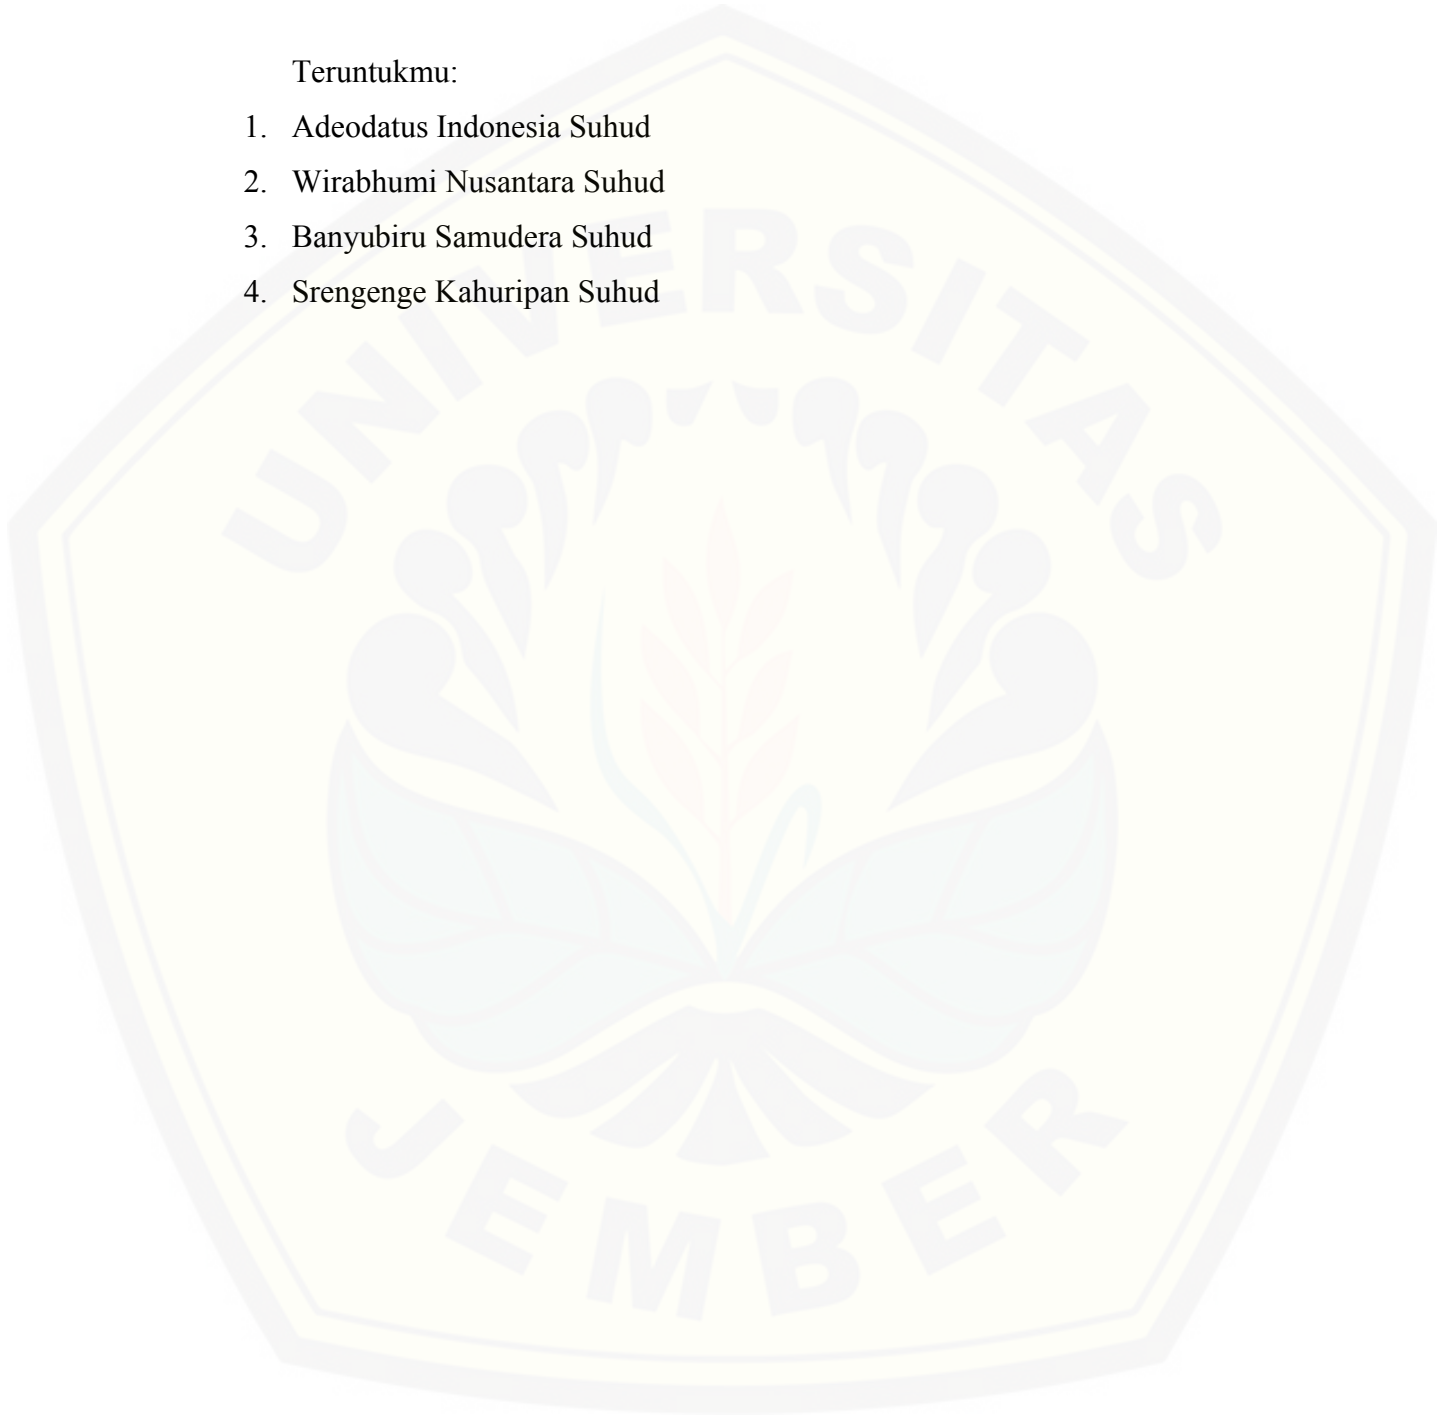 Teruntukmu:
1. Adeodatus Indonesia Suhud
2. Wirabhumi Nusantara Suhud
3. Banyubiru Samudera Suhud
4. Srengenge Kahuripan Suhud
UNIVERSITAS
JEMBER